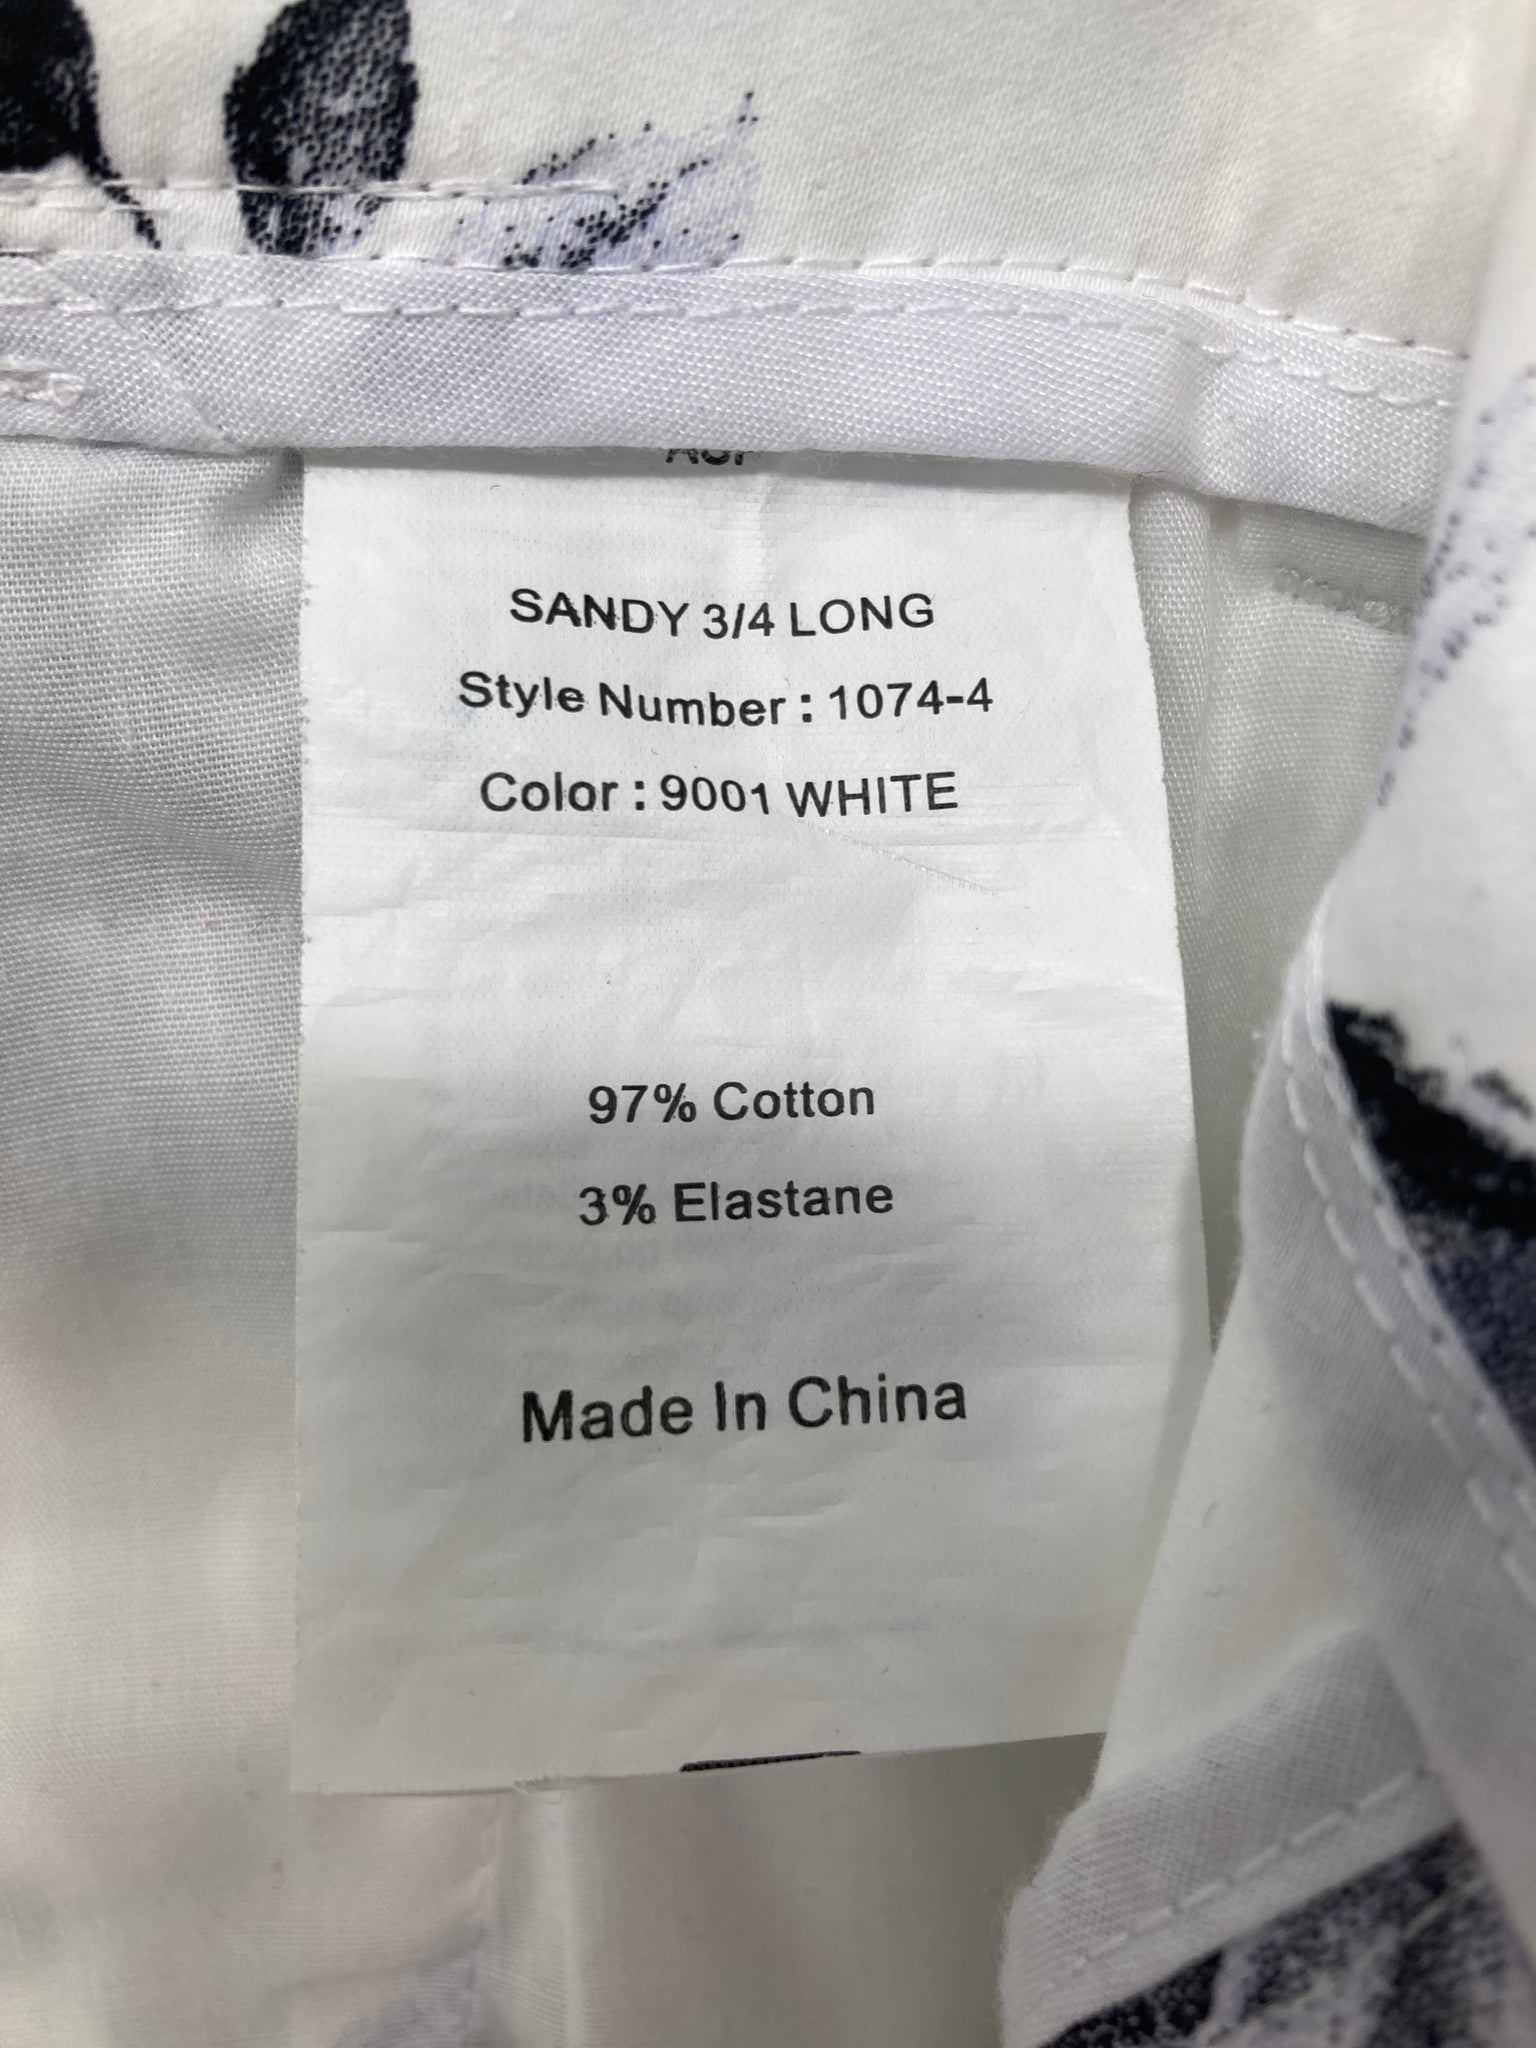 SANDY 3/4 LONG
Style Number : 1074-4
Color : 9001 WHITE
97% Cotton
3% Elastane
Made In China